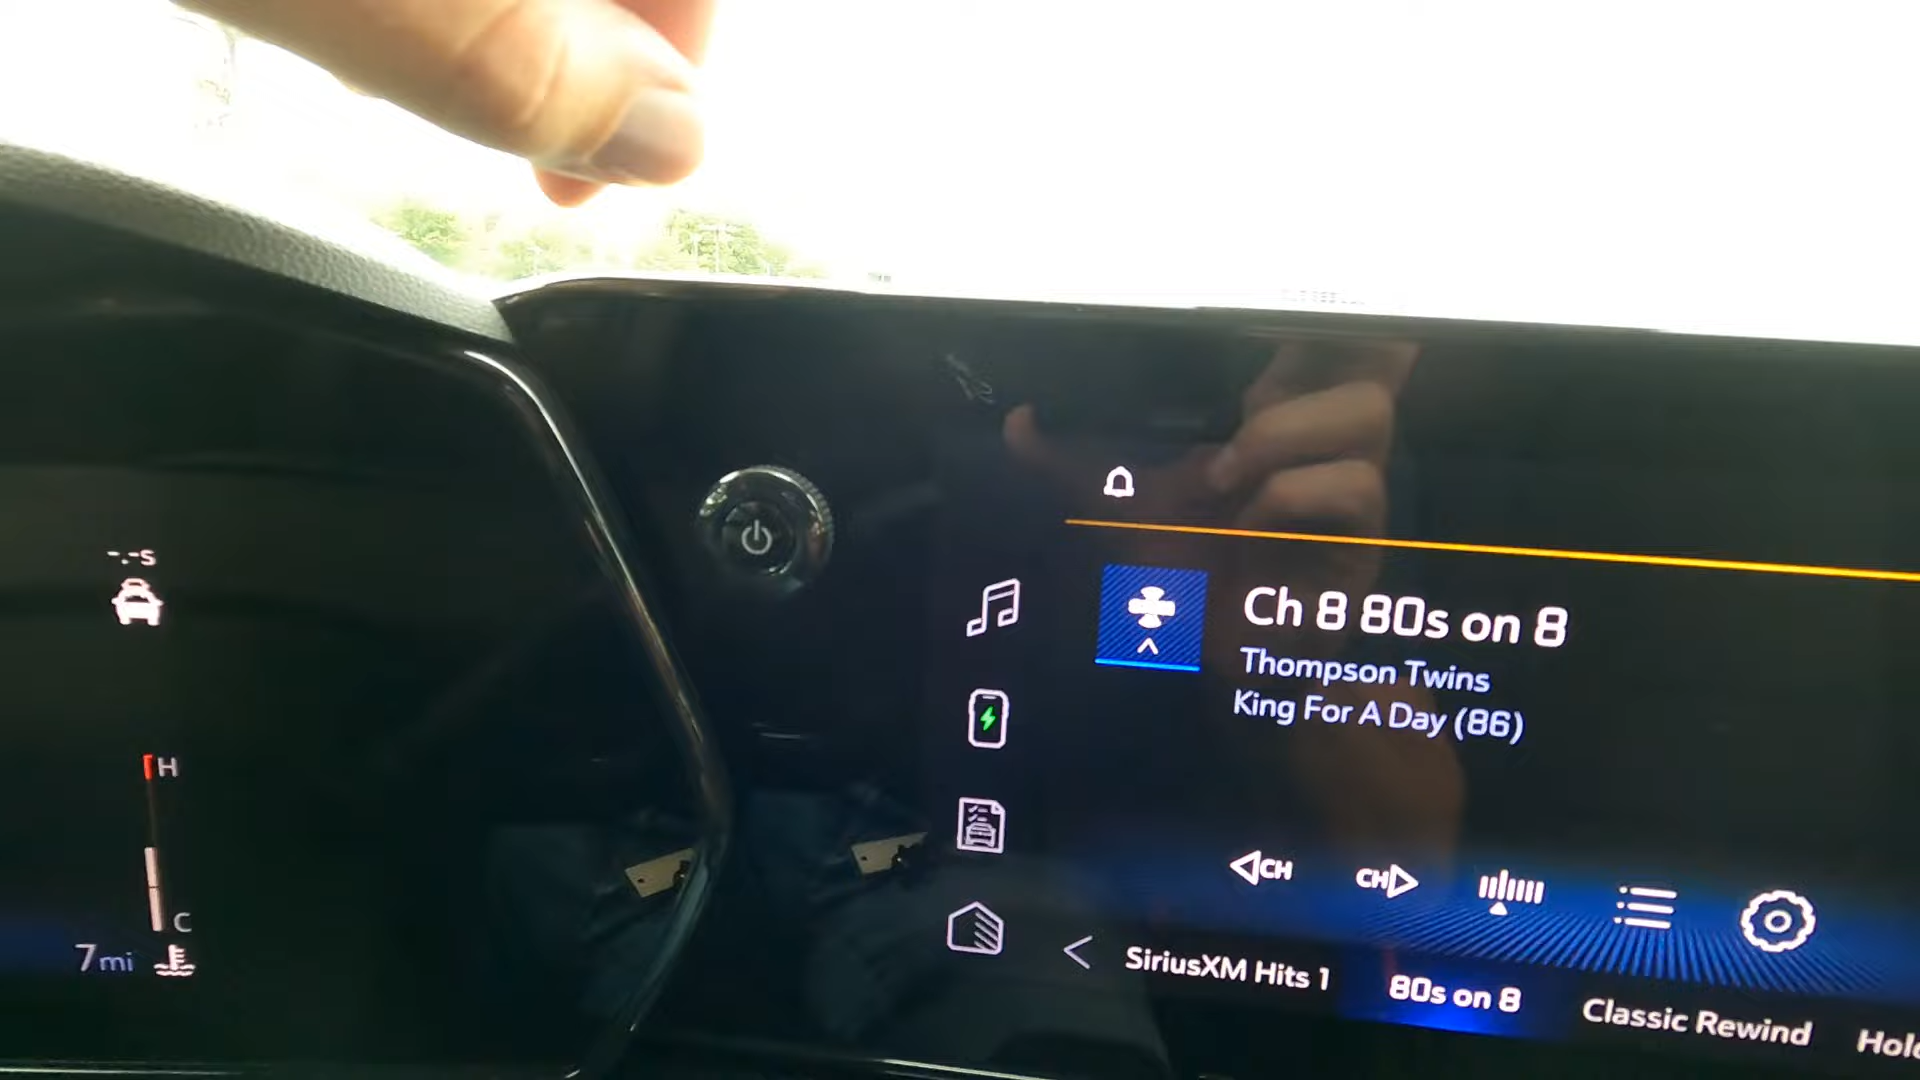 -.-s
H
C
7mi
Ch 8 80s on 8
Thompson Twins
King For A Day (86)
CH
CH
SiriusXM Hits 1
80s on 8
Classic Rewind